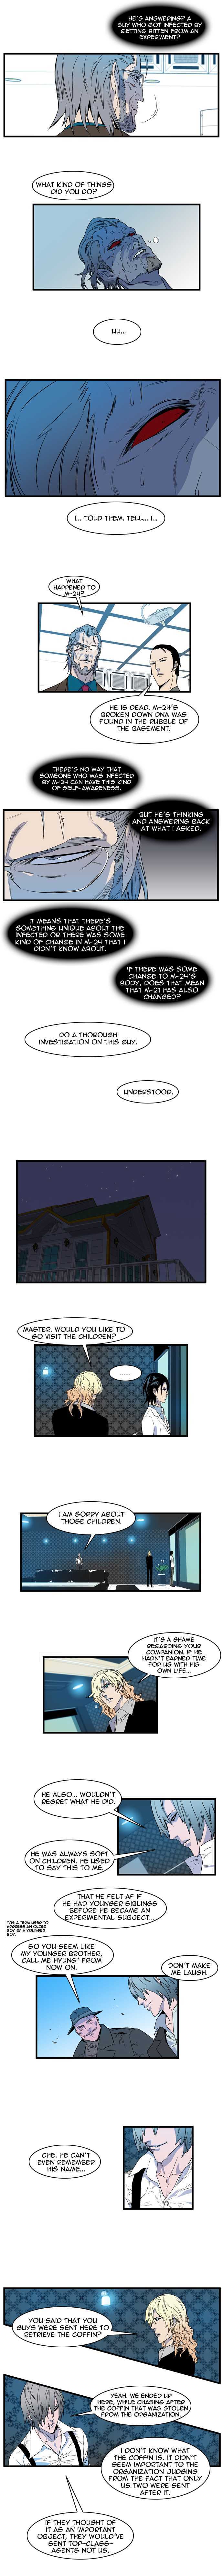 HE'S ANSWERING? A
GUY WHO GOT INFECTED BY
GETTING BITTEN FROM AN
EXPERIMENT?
WHAT KIND OF THINGS
DID YOU DO?
UU...
I... TOLD THEM. TELL... I...
WHAT
HAPPENED TO
M-24?
HE IS DEAD. M-24'S
BROKEN DOWN DNA WAS
FOUND IN THE RUBBLE OF
THE BASEMENT.
THERE'S NO WAY THAT
SOMEONE WHO WAS INFECTED
BY M-24 CAN HAVE THIS KIND
OF SELF-AWARENESS.
BUT HE'S THINKING
AND ANSWERING BACK
AT WHAT I ASKED.
IT MEANS THAT THERE'S
SOMETHING UNIQUE ABOUT THE
INFECTED OR THERE WAS SOME
KIND OF CHANGE IN M-24 THAT I
DIDN'T KNOW ABOUT.
IF THERE WAS SOME
CHANGE TO M-24'S
BODY, DOES THAT MEAN
THAT M-21 HAS ALSO
CHANGED?
DO A THOROUGH
INVESTIGATION ON THIS GUY.
UNDERSTOOD.
MASTER. WOULD YOU LIKE TO
GO VISIT THE CHILDREN?
......
I AM SORRY ABOUT
THOSE CHILDREN.
IT'S A SHAME
REGARDING YOUR
COMPANION. IF HE
HADN'T EARNED TIME
FOR US WITH HIS
OWN LIFE...
HE ALSO... WOULDN'T
REGRET WHAT HE DID.
HE WAS ALWAYS SOFT
ON CHILDREN. HE USED
TO SAY THIS TO ME.
THAT HE FELT AF IF
HE HAD YOUNGER SIBLINGS
BEFORE HE BECAME AN
EXPERIMENTAL SUBJECT...
T/N: A TERM USED TO
ADDRESS AN OLDER
BOY BY A YOUNGER
BOY.
SO YOU SEEM LIKE
MY YOUNGER BROTHER,
CALL ME HYUNG* FROM
NOW ON.
DON'T MAKE
ME LAUGH.
CHE. HE CAN'T
EVEN REMEMBER
HIS NAME...
YOU SAID THAT YOU
GUYS WERE SENT HERE TO
RETRIEVE THE COFFIN?
YEAH. WE ENDED UP
HERE, WHILE CHASING AFTER
THE COFFIN THAT WAS STOLEN
FROM THE ORGANIZATION.
I DON'T KNOW WHAT
THE COFFIN IS. IT DIDN'T
SEEM IMPORTANT TO THE
ORGANIZATION JUDGING
FROM THE FACT THAT ONLY
US TWO WERE SENT
AFTER IT.
IF THEY THOUGHT OF
IT AS AN IMPORTANT
OBJECT, THEY WOULD'VE
SENT TOP-CLASS-
AGENTS NOT US.